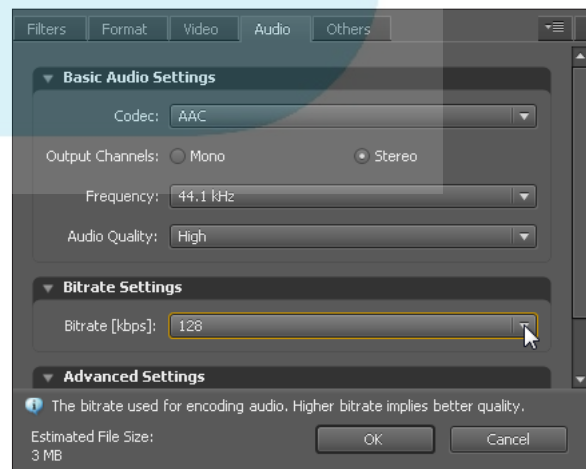 Filters Format Video Audio Others
Basic Audio Settings
Codec: AAC
Output Channels: Mono Stereo
Frequency: 44.1 kHz
Audio Quality: High
Bitrate Settings
Bitrate [kbps]: 128
Advanced Settings
The bitrate used for encoding audio. Higher bitrate implies better quality.
Estimated File Size:
3 MB
OK Cancel